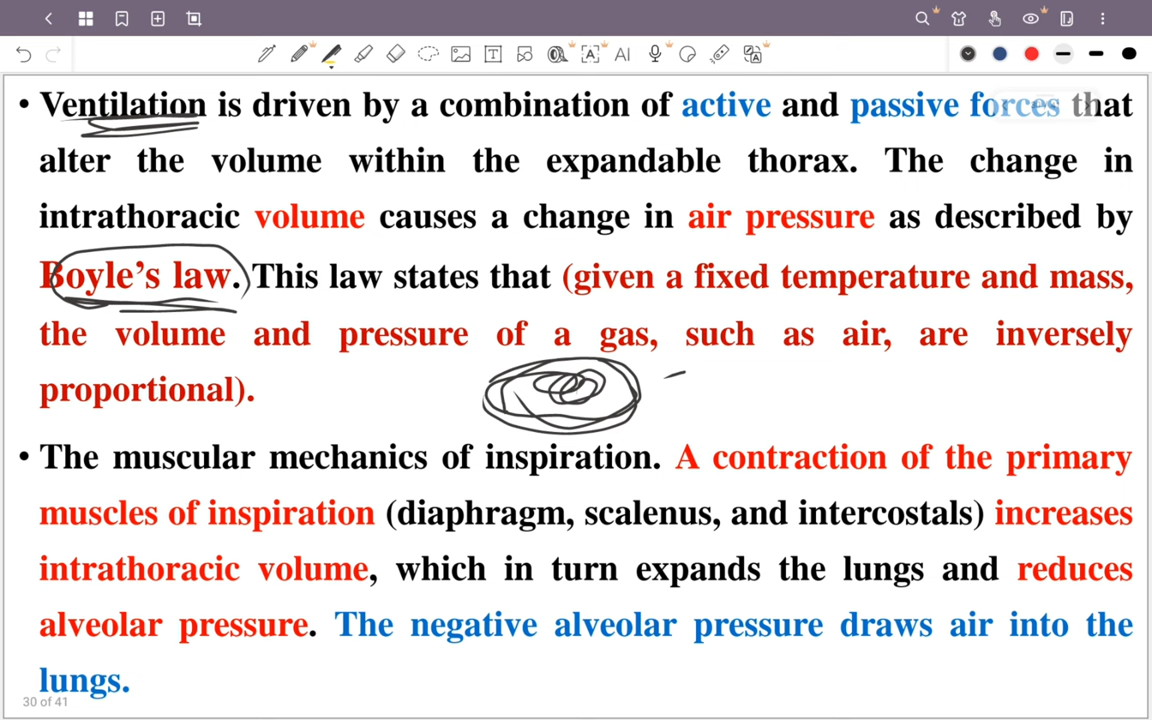 AI
• Ventilation is driven by a combination of active and passive forces that
alter the volume within the expandable thorax. The change in
intrathoracic volume causes a change in air pressure as described by
Boyle’s law. This law states that (given a fixed temperature and mass,
the volume and pressure of a gas, such as air, are inversely
proportional).
• The muscular mechanics of inspiration. A contraction of the primary
muscles of inspiration (diaphragm, scalenus, and intercostals) increases
intrathoracic volume, which in turn expands the lungs and reduces
alveolar pressure. The negative alveolar pressure draws air into the
lungs.
30 of 41